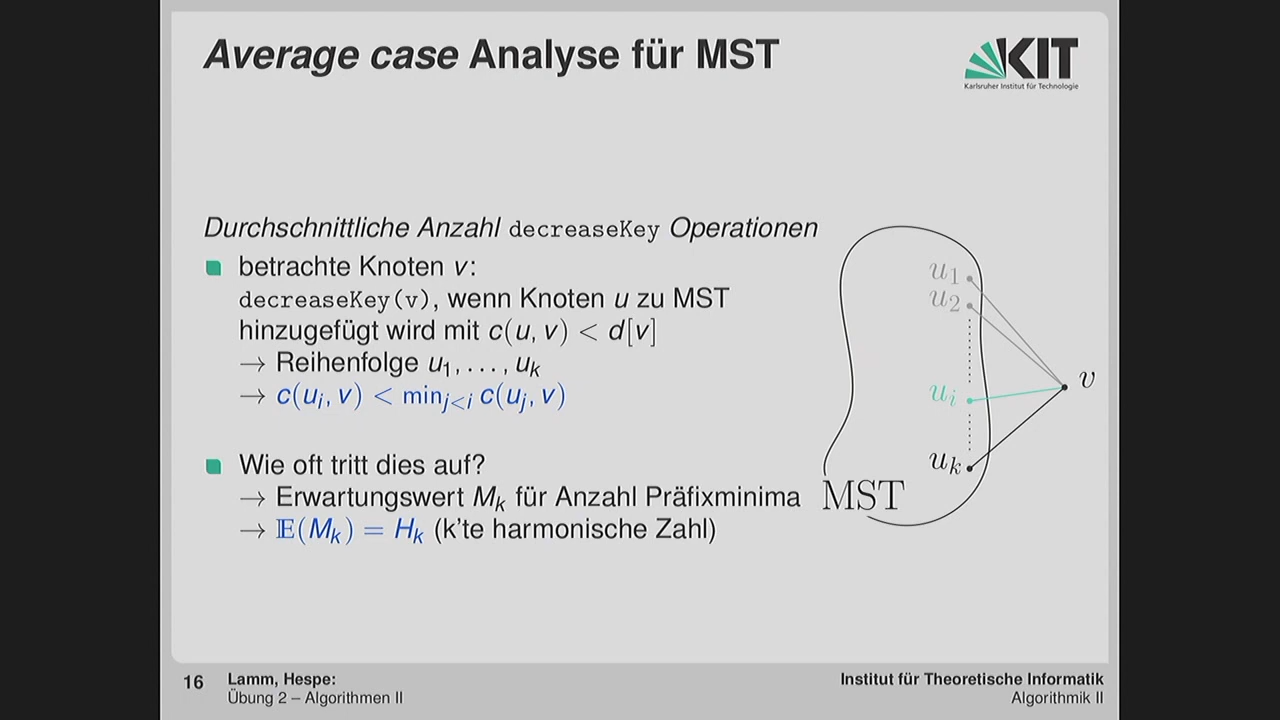 Average case Analyse für MST
KIT
Karlsruher Institut für Technologie
Durchschnittliche Anzahl decreaseKey Operationen
betrachte Knoten v:
decreaseKey(v), wenn Knoten u zu MST
hinzugefügt wird mit c(u, v) < d[v]
→ Reihenfolge u₁, . . . , uₖ
→ c(uᵢ, v) < minⱼ<ᵢ c(uⱼ, v)
Wie oft tritt dies auf?
→ Erwartungswert Mₖ für Anzahl Präfixminima
→ 𝔼(Mₖ) = Hₖ (k'te harmonische Zahl)
u₁
u₂
uᵢ
uₖ
v
MST
16
Lamm, Hespe:
Übung 2 – Algorithmen II
Institut für Theoretische Informatik
Algorithmik II